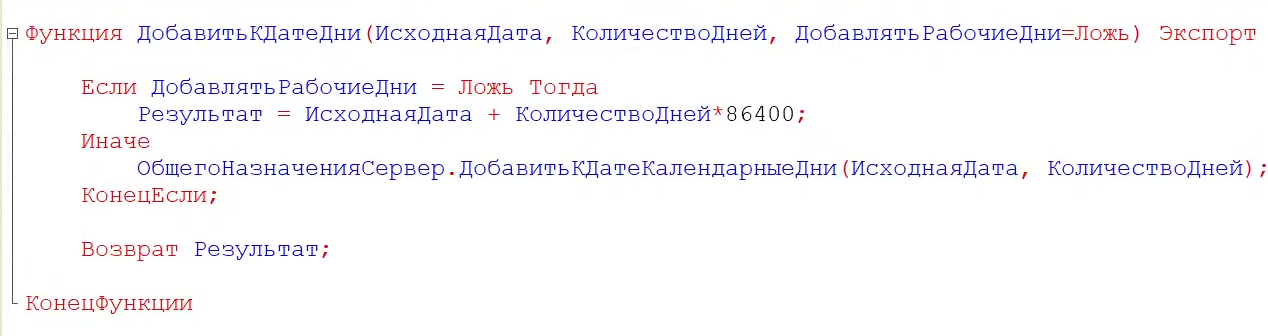 Функция ДобавитьКДатеДни(ИсходнаяДата, КоличествоДней, ДобавлятьРабочиеДни=Ложь) Экспорт
Если ДобавлятьРабочиеДни = Ложь Тогда
Результат = ИсходнаяДата + КоличествоДней*86400;
Иначе
ОбщегоНазначенияСервер.ДобавитьКДатеКалендарныеДни(ИсходнаяДата, КоличествоДней);
КонецЕсли;
Возврат Результат;
КонецФункции